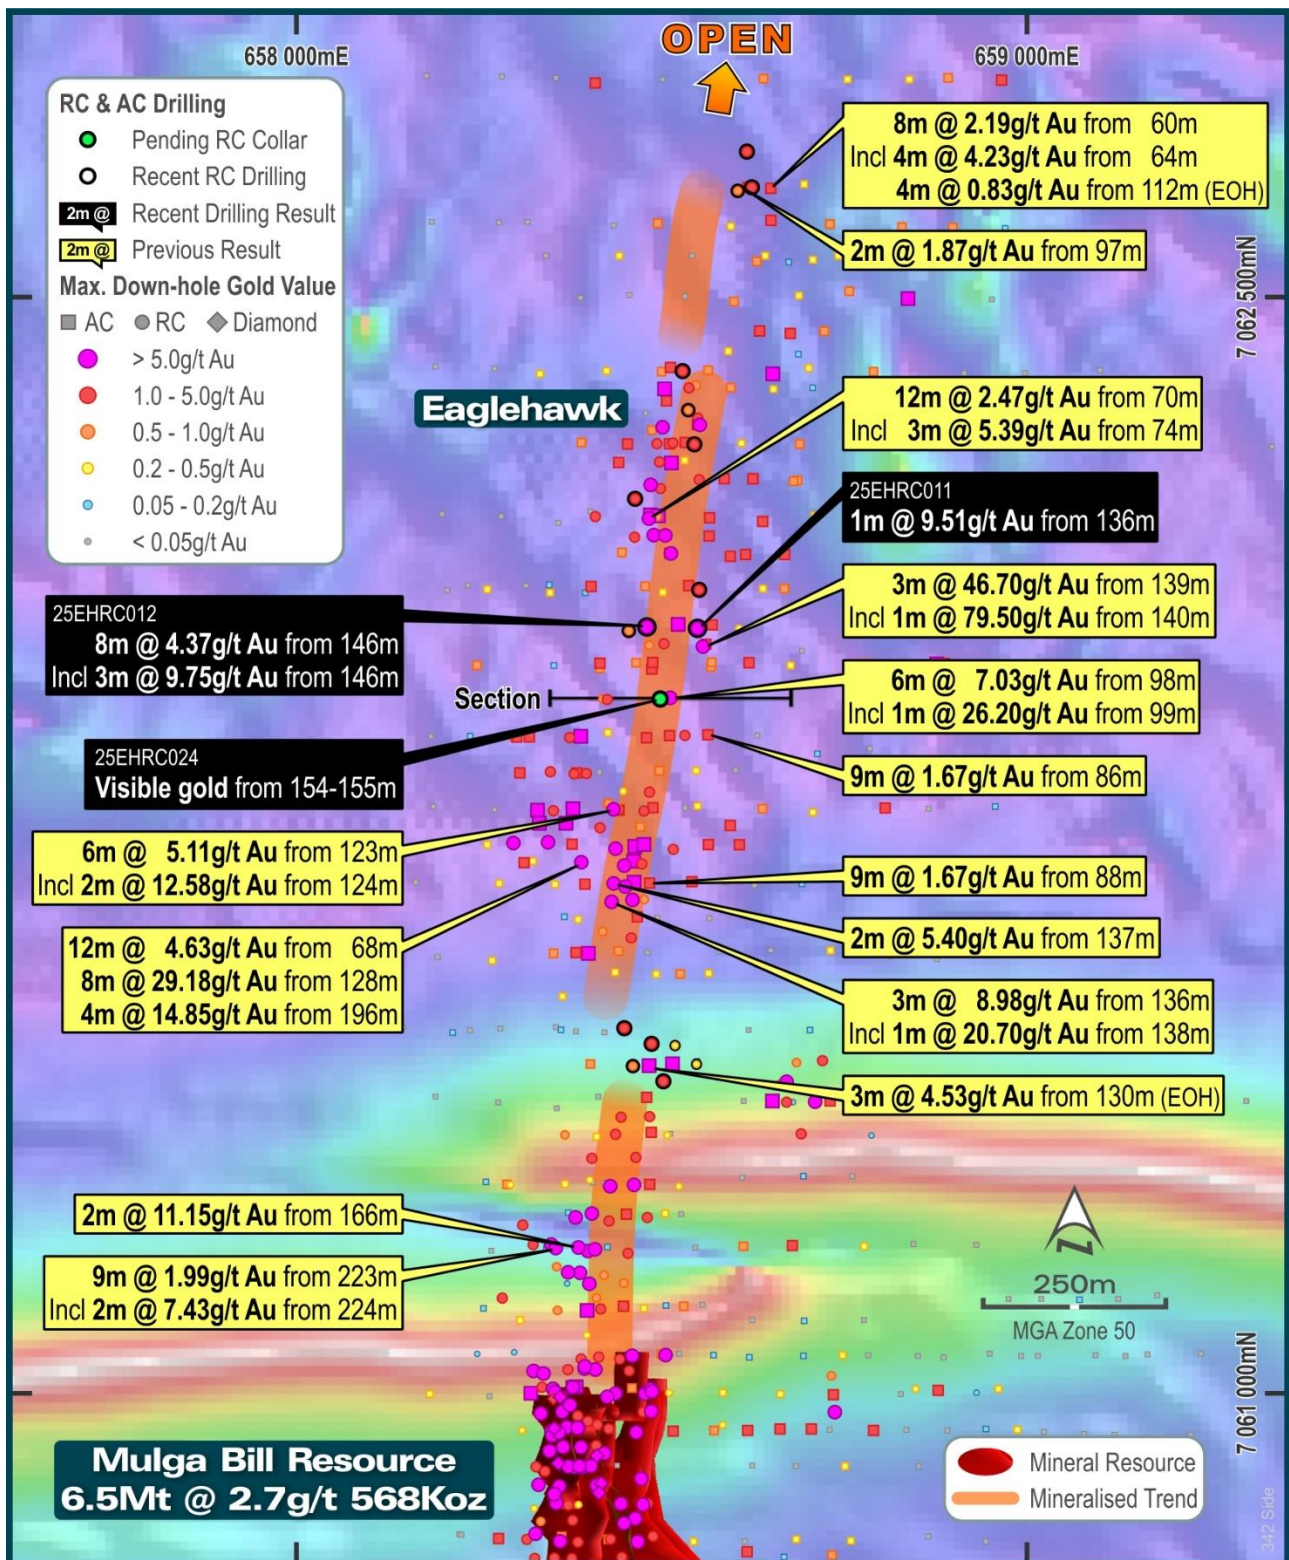 658 000mE
OPEN
659 000mE
RC & AC Drilling
Pending RC Collar
Recent RC Drilling
2m @ Recent Drilling Result
2m @ Previous Result
Max. Down-hole Gold Value
AC RC Diamond
> 5.0g/t Au
1.0 - 5.0g/t Au
0.5 - 1.0g/t Au
0.2 - 0.5g/t Au
0.05 - 0.2g/t Au
< 0.05g/t Au
8m @ 2.19g/t Au from 60m
Incl 4m @ 4.23g/t Au from 64m
4m @ 0.83g/t Au from 112m (EOH)
2m @ 1.87g/t Au from 97m
7 062 500mN
Eaglehawk
12m @ 2.47g/t Au from 70m
Incl 3m @ 5.39g/t Au from 74m
25EHRC011
1m @ 9.51g/t Au from 136m
3m @ 46.70g/t Au from 139m
Incl 1m @ 79.50g/t Au from 140m
25EHRC012
8m @ 4.37g/t Au from 146m
Incl 3m @ 9.75g/t Au from 146m
Section
6m @ 7.03g/t Au from 98m
Incl 1m @ 26.20g/t Au from 99m
25EHRC024
Visible gold from 154-155m
9m @ 1.67g/t Au from 86m
6m @ 5.11g/t Au from 123m
Incl 2m @ 12.58g/t Au from 124m
9m @ 1.67g/t Au from 88m
2m @ 5.40g/t Au from 137m
12m @ 4.63g/t Au from 68m
8m @ 29.18g/t Au from 128m
4m @ 14.85g/t Au from 196m
3m @ 8.98g/t Au from 136m
Incl 1m @ 20.70g/t Au from 138m
3m @ 4.53g/t Au from 130m (EOH)
2m @ 11.15g/t Au from 166m
9m @ 1.99g/t Au from 223m
Incl 2m @ 7.43g/t Au from 224m
N
250m
MGA Zone 50
7 061 000mN
Mulga Bill Resource
6.5Mt @ 2.7g/t 568Koz
Mineral Resource
Mineralised Trend
342 Side